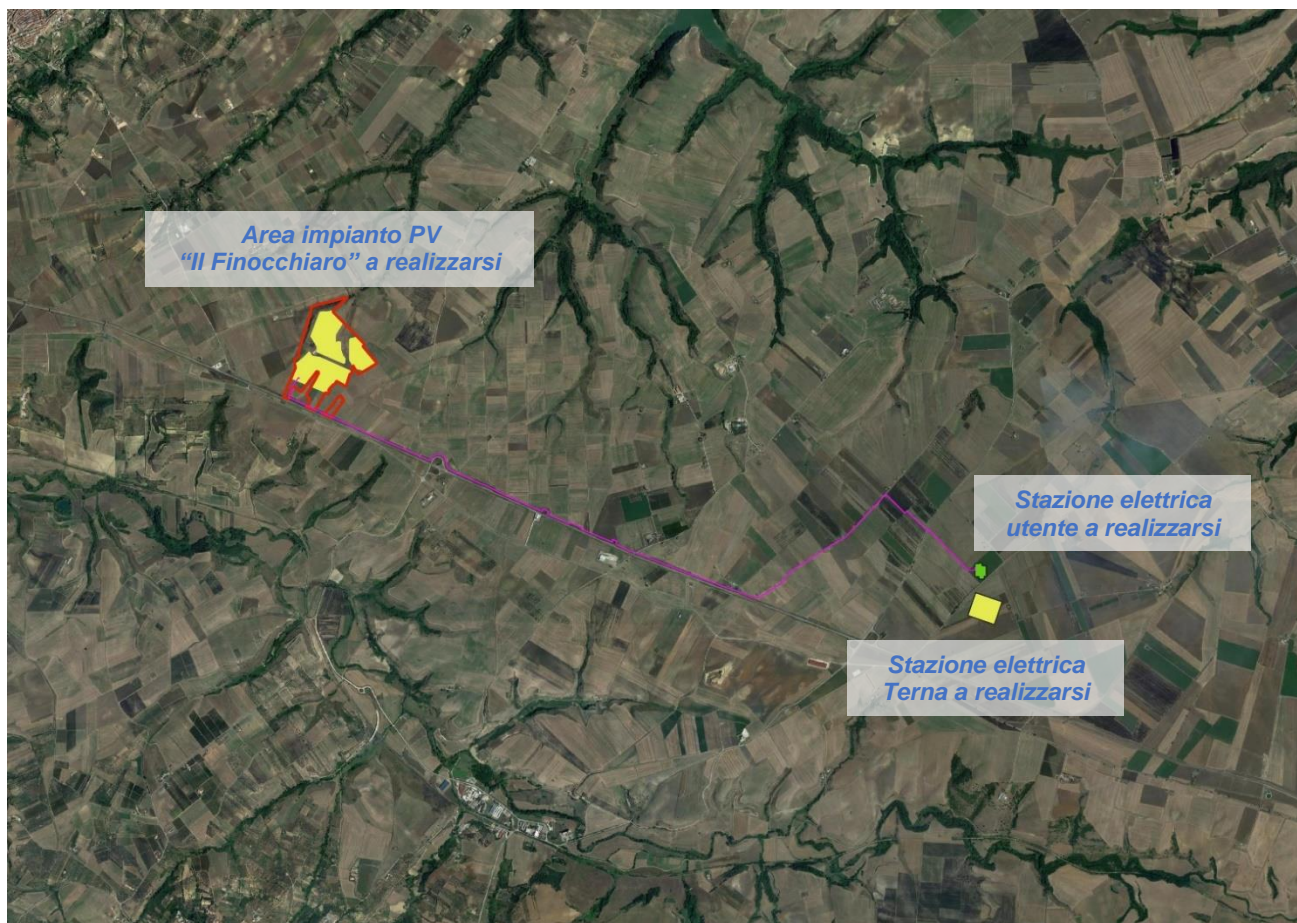 Area impianto PV
“Il Finocchiaro” a realizzarsi
Stazione elettrica
utente a realizzarsi
Stazione elettrica
Terna a realizzarsi